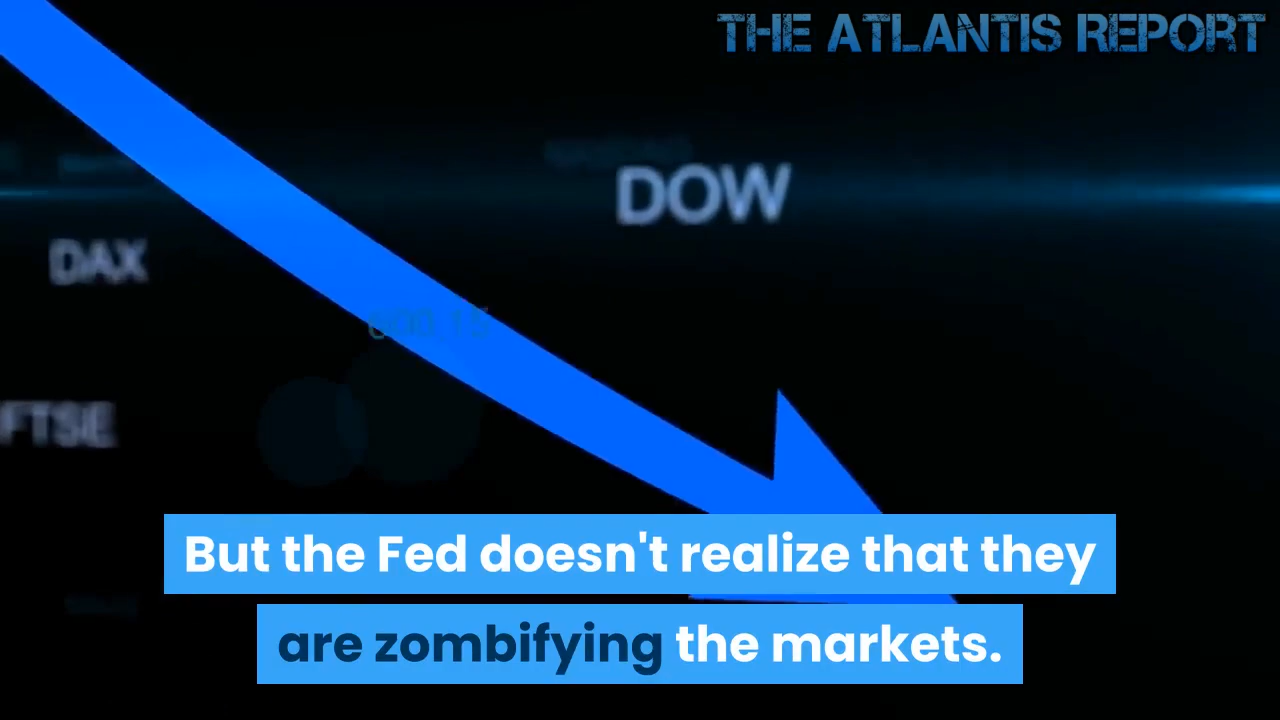 THE ATLANTIS REPORT
DOW
DAX
FTSE
But the Fed doesn't realize that they
are zombifying the markets.